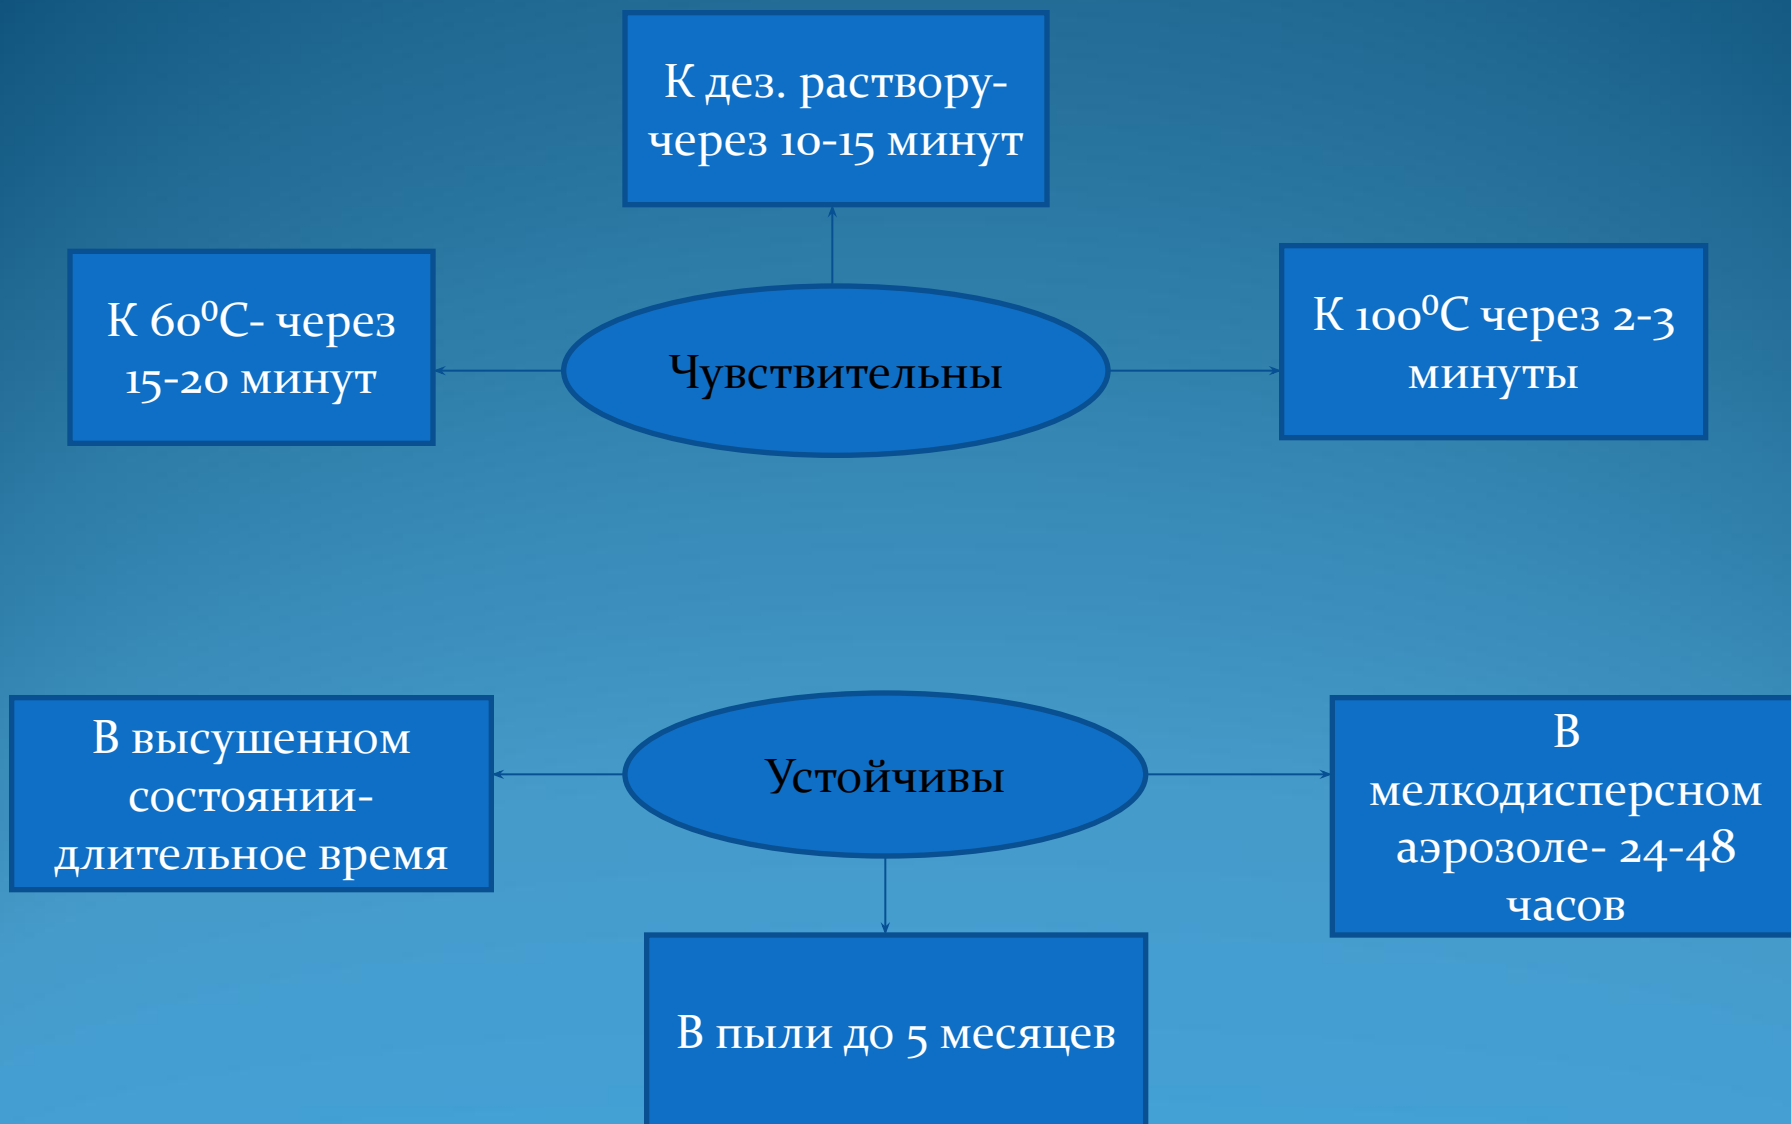 К дез. раствору-
через 10-15 минут
К 60⁰С- через
15-20 минут
Чувствительны
К 100⁰С через 2-3
минуты
В высушенном
состоянии-
длительное время
Устойчивы
В
мелкодисперсном
аэрозоле- 24-48
часов
В пыли до 5 месяцев